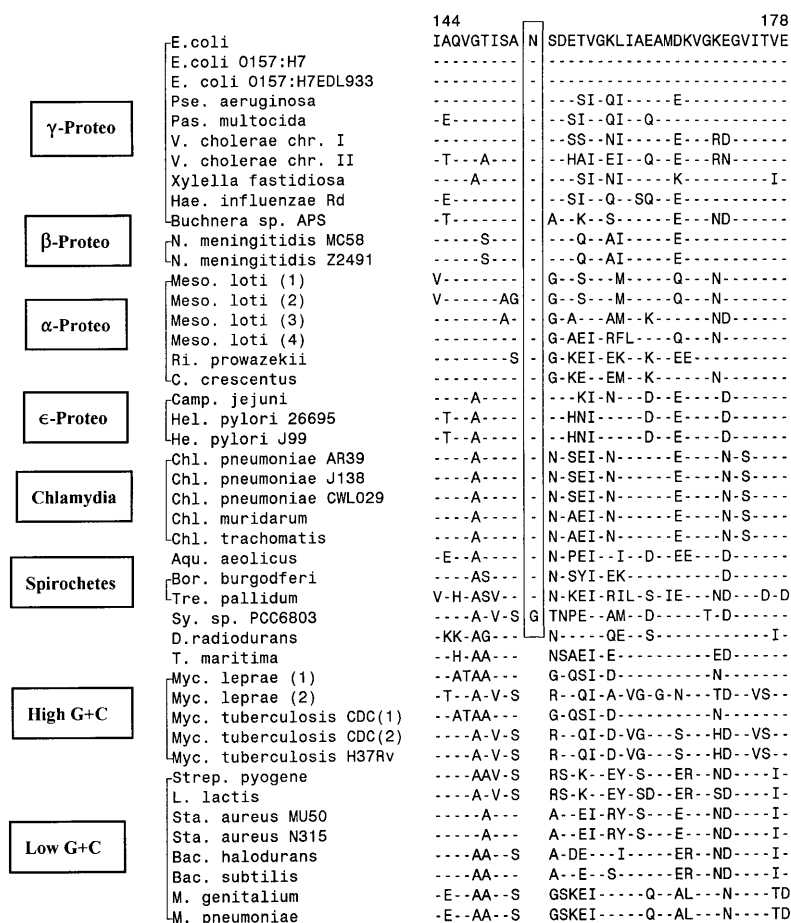 144 178
E.coli IAQVGTISA N SDETVGKLIAEAMDKVGKEGVITVE
E.coli O157:H7 --------- - -------------------------
E. coli O157:H7EDL933 --------- - -------------------------
Pse. aeruginosa --------- - ---SI-QI-----E-----------
γ-Proteo
Pas. multocida -E------- - ---SI-QI--Q--------------
V. cholerae chr. I --------- - --SS--NI-----E---RD------
V. cholerae chr. II -T---A--- - --HAI-EI--Q--E---RN------
Xylella fastidiosa ----A---- - ---SI-NI-----K---------I-
Hae. influenzae Rd -E------- - ---SI-Q--SQ--E-----------
Buchnera sp. APS -T------- - A--K--S------E---ND------
β-Proteo
N. meningitidis MC58 -----S--- - ---Q--AI-----E-----------
N. meningitidis Z2491 -----S--- - ---Q--AI-----E-----------
Meso. loti (1) V-------- - G--S---M-----Q---N-------
Meso. loti (2) V------AG - G--S---M-----Q---N-------
α-Proteo
Meso. loti (3) -------A- - G-A---AM--K------ND------
Meso. loti (4) --------- - G-AEI-RFL----Q---N-------
Ri. prowazekii --------S - G-KEI-EK--K--EE----------
C. crescentus --------- - G-KE--EM--K------N-------
Camp. jejuni ----A---- - ---KI-N---D--E----D------
ϵ-Proteo
Hel. pylori 26695 -T--A---- - --HNI-----D--E----D------
He. pylori J99 -T--A---- - --HNI-----D--E----D------
Chl. pneumoniae AR39 ----A---- - N-SEI-N------E----N-S----
Chl. pneumoniae J138 ----A---- - N-SEI-N------E----N-S----
Chlamydia
Chl. pneumoniae CWL029 ----A---- - N-SEI-N------E----N-S----
Chl. muridarum ----A---- - N-AEI-N------E----N-S----
Chl. trachomatis ----A---- - N-AEI-N------E----N-S----
Aqu. aeolicus -E--A---- - N-PEI--I--D--EE---D------
Spirochetes
Bor. burgodferi ----AS--- - N-SYI-EK----------D------
Tre. pallidum V-H-ASV-- - N-KEI-RIL-S-IE---ND---D-D
Sy. sp. PCC6803 ----A-V-S G TNPE--AM--D-----T-D------
D.radiodurans -KK-AG--- N-----QE--S------------I-
T. maritima --H-AA--- NSAEI-E----------ED------
Myc. leprae (1) --ATAA--- G-QSI-D----------N-------
Myc. leprae (2) -T--A-V-S R--QI-A-VG-G-N---TD--VS--
High G+C
Myc. tuberculosis CDC(1) --ATAA--- G-QSI-D----------N-------
Myc. tuberculosis CDC(2) ----A-V-S R--QI-D-VG---S---HD--VS--
Myc. tuberculosis H37Rv ----A-V-S R--QI-D-VG---S---HD--VS--
Strep. pyogene ----AAV-S RS-K--EY-S---ER--ND----I-
L. lactis ----A-V-S RS-K--EY-SD--ER--SD----I-
Sta. aureus MU50 -----A--- A--EI-RY-S---E---ND----I-
Sta. aureus N315 -----A--- A--EI-RY-S---E---ND----I-
Low G+C
Bac. halodurans ----AA--S A-DE---I-----ER--ND----I-
Bac. subtilis ----AA--S A--E--S------ER--ND----I-
M. genitalium -E--AA--S GSKEI-----Q--AL---N----TD
M. pneumoniae -E--AA--S GSKEI-----Q--AL---N----TD